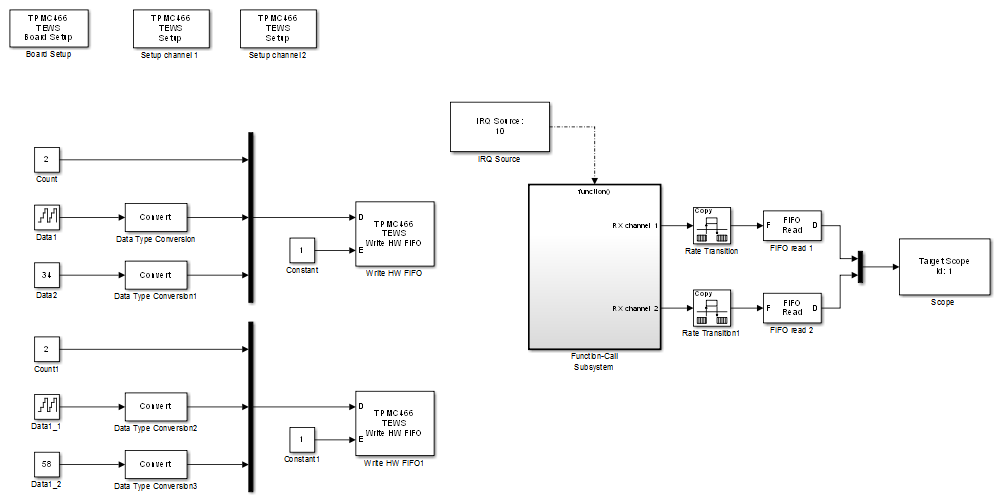 TPMC466
TEWS
Board Setup
Board Setup
TPMC466
TEWS
Setup
Setup channel 1
TPMC466
TEWS
Setup
Setup channel2
2
Count
Data1
Convert
Data Type Conversion
34
Data2
Convert
Data Type Conversion1
1
Constant
D
E
TPMC466
TEWS
Write HW FIFO
Write HW FIFO
2
Count1
Data1_1
Convert
Data Type Conversion2
58
Data1_2
Convert
Data Type Conversion3
1
Constant1
D
E
TPMC466
TEWS
Write HW FIFO
Write HW FIFO1
IRQ Source:
10
IRQ Source
function()
RX channel 1
RX channel 2
Function-Call
Subsystem
Copy
Rate Transition
F
FIFO
Read
D
FIFO read 1
Copy
Rate Transition1
F
FIFO
Read
D
FIFO read 2
Target Scope
Id: 1
Scope